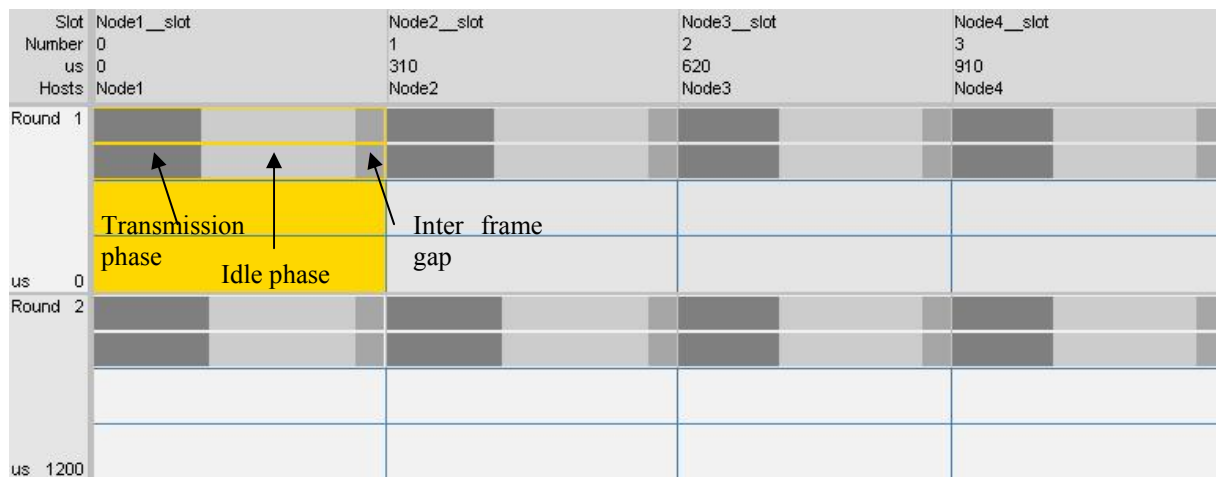 Slot Node1__slot Node2__slot Node3__slot Node4__slot
Number 0 1 2 3
us 0 310 620 910
Hosts Node1 Node2 Node3 Node4
Round 1
Transmission phase
Idle phase
Inter frame gap
us 0
Round 2
us 1200